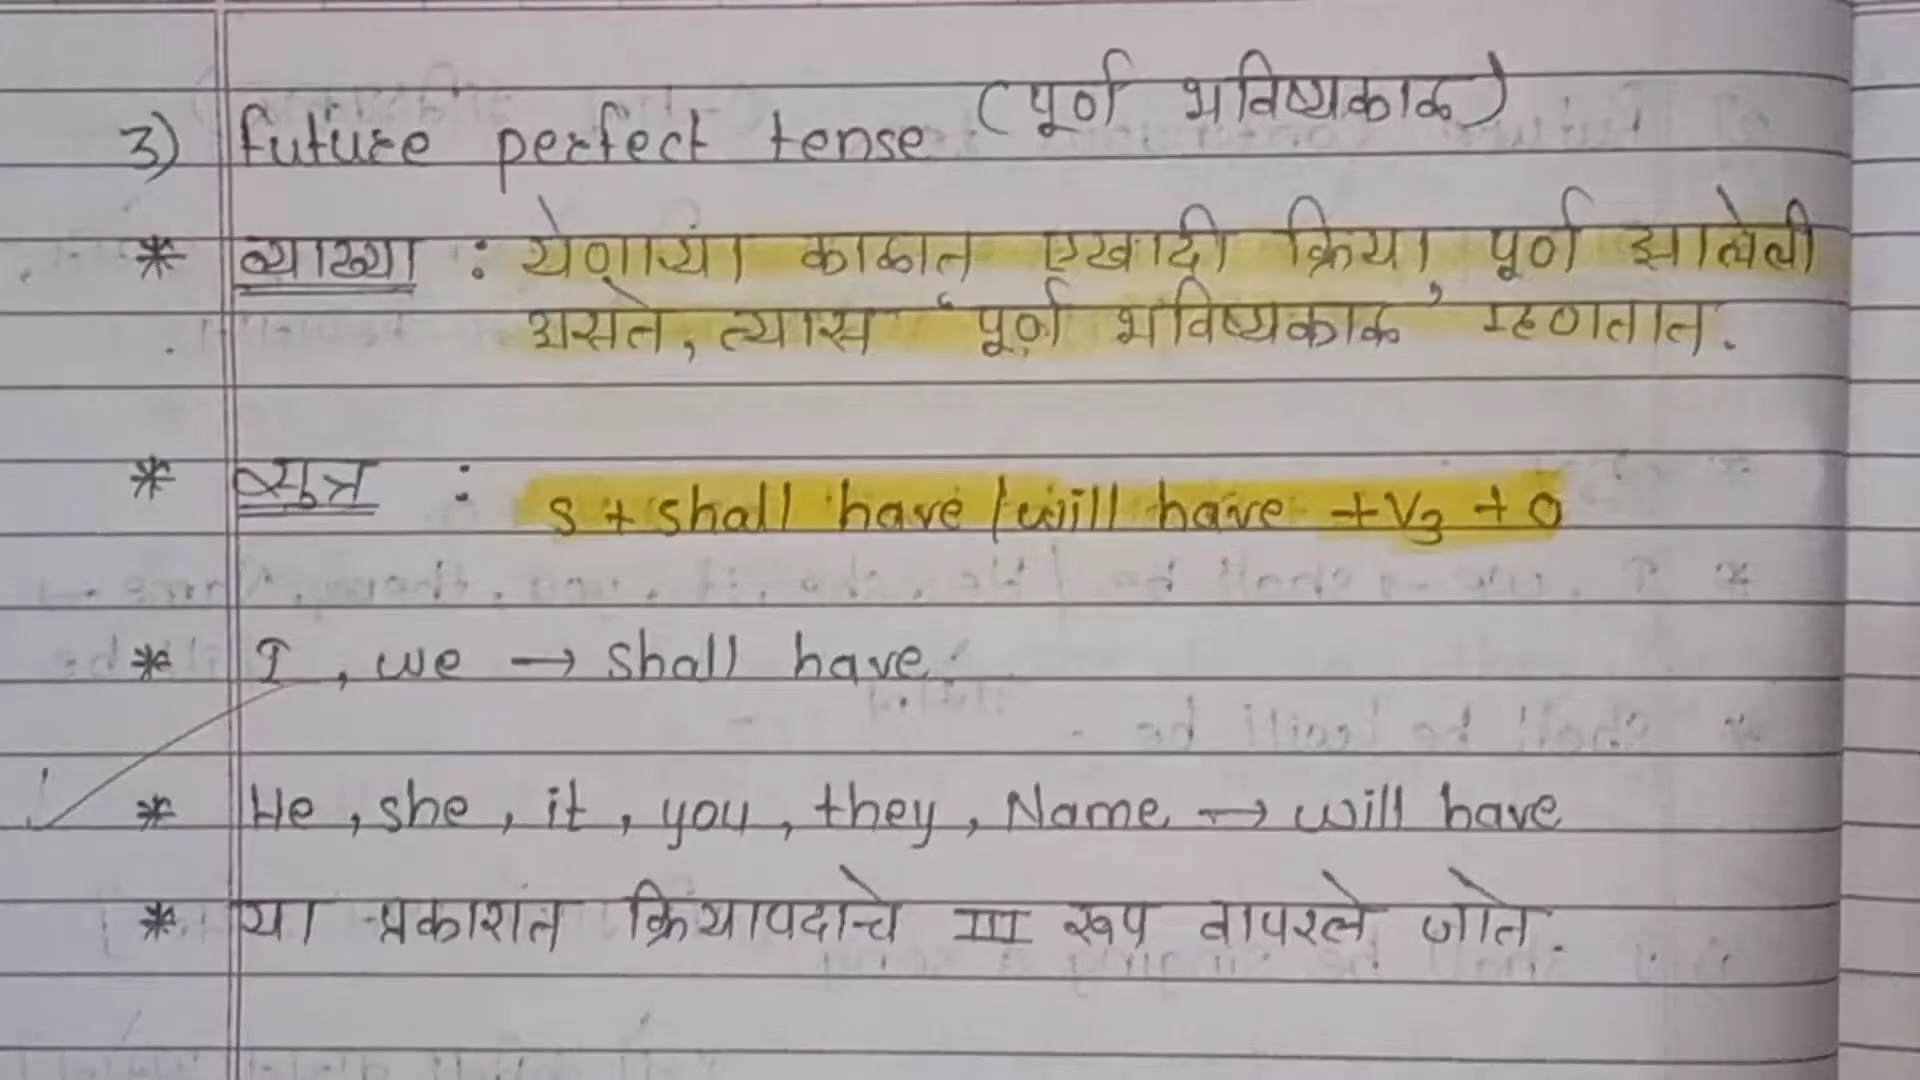 3) future perfect tense (पूर्ण भविष्यकाळ)
* व्याख्या : येणाऱ्या काळात एखादी क्रिया पूर्ण झालेली
असते, त्यास 'पूर्ण भविष्यकाळ' म्हणतात.
* सूत्र : s + shall have / will have + V3 + o
* I, we → shall have.
* He, she, it, you, they, Name → will have
* या प्रकारात क्रियापदाचे III रूप वापरले जाते.